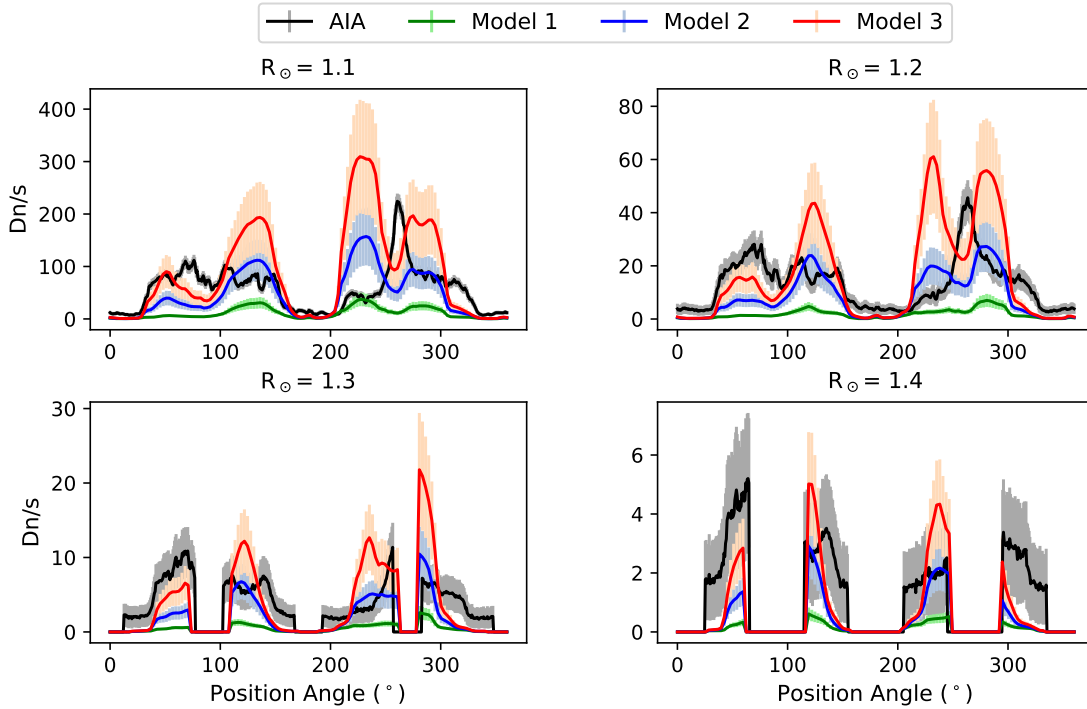 AIA Model 1 Model 2 Model 3
R⊙ = 1.1
R⊙ = 1.2
Dn/s
400
300
200
100
0
0 100 200 300
80
60
40
20
0
0 100 200 300
R⊙ = 1.3
R⊙ = 1.4
Dn/s
30
20
10
0
0 100 200 300
Position Angle (°)
6
4
2
0
0 100 200 300
Position Angle (°)